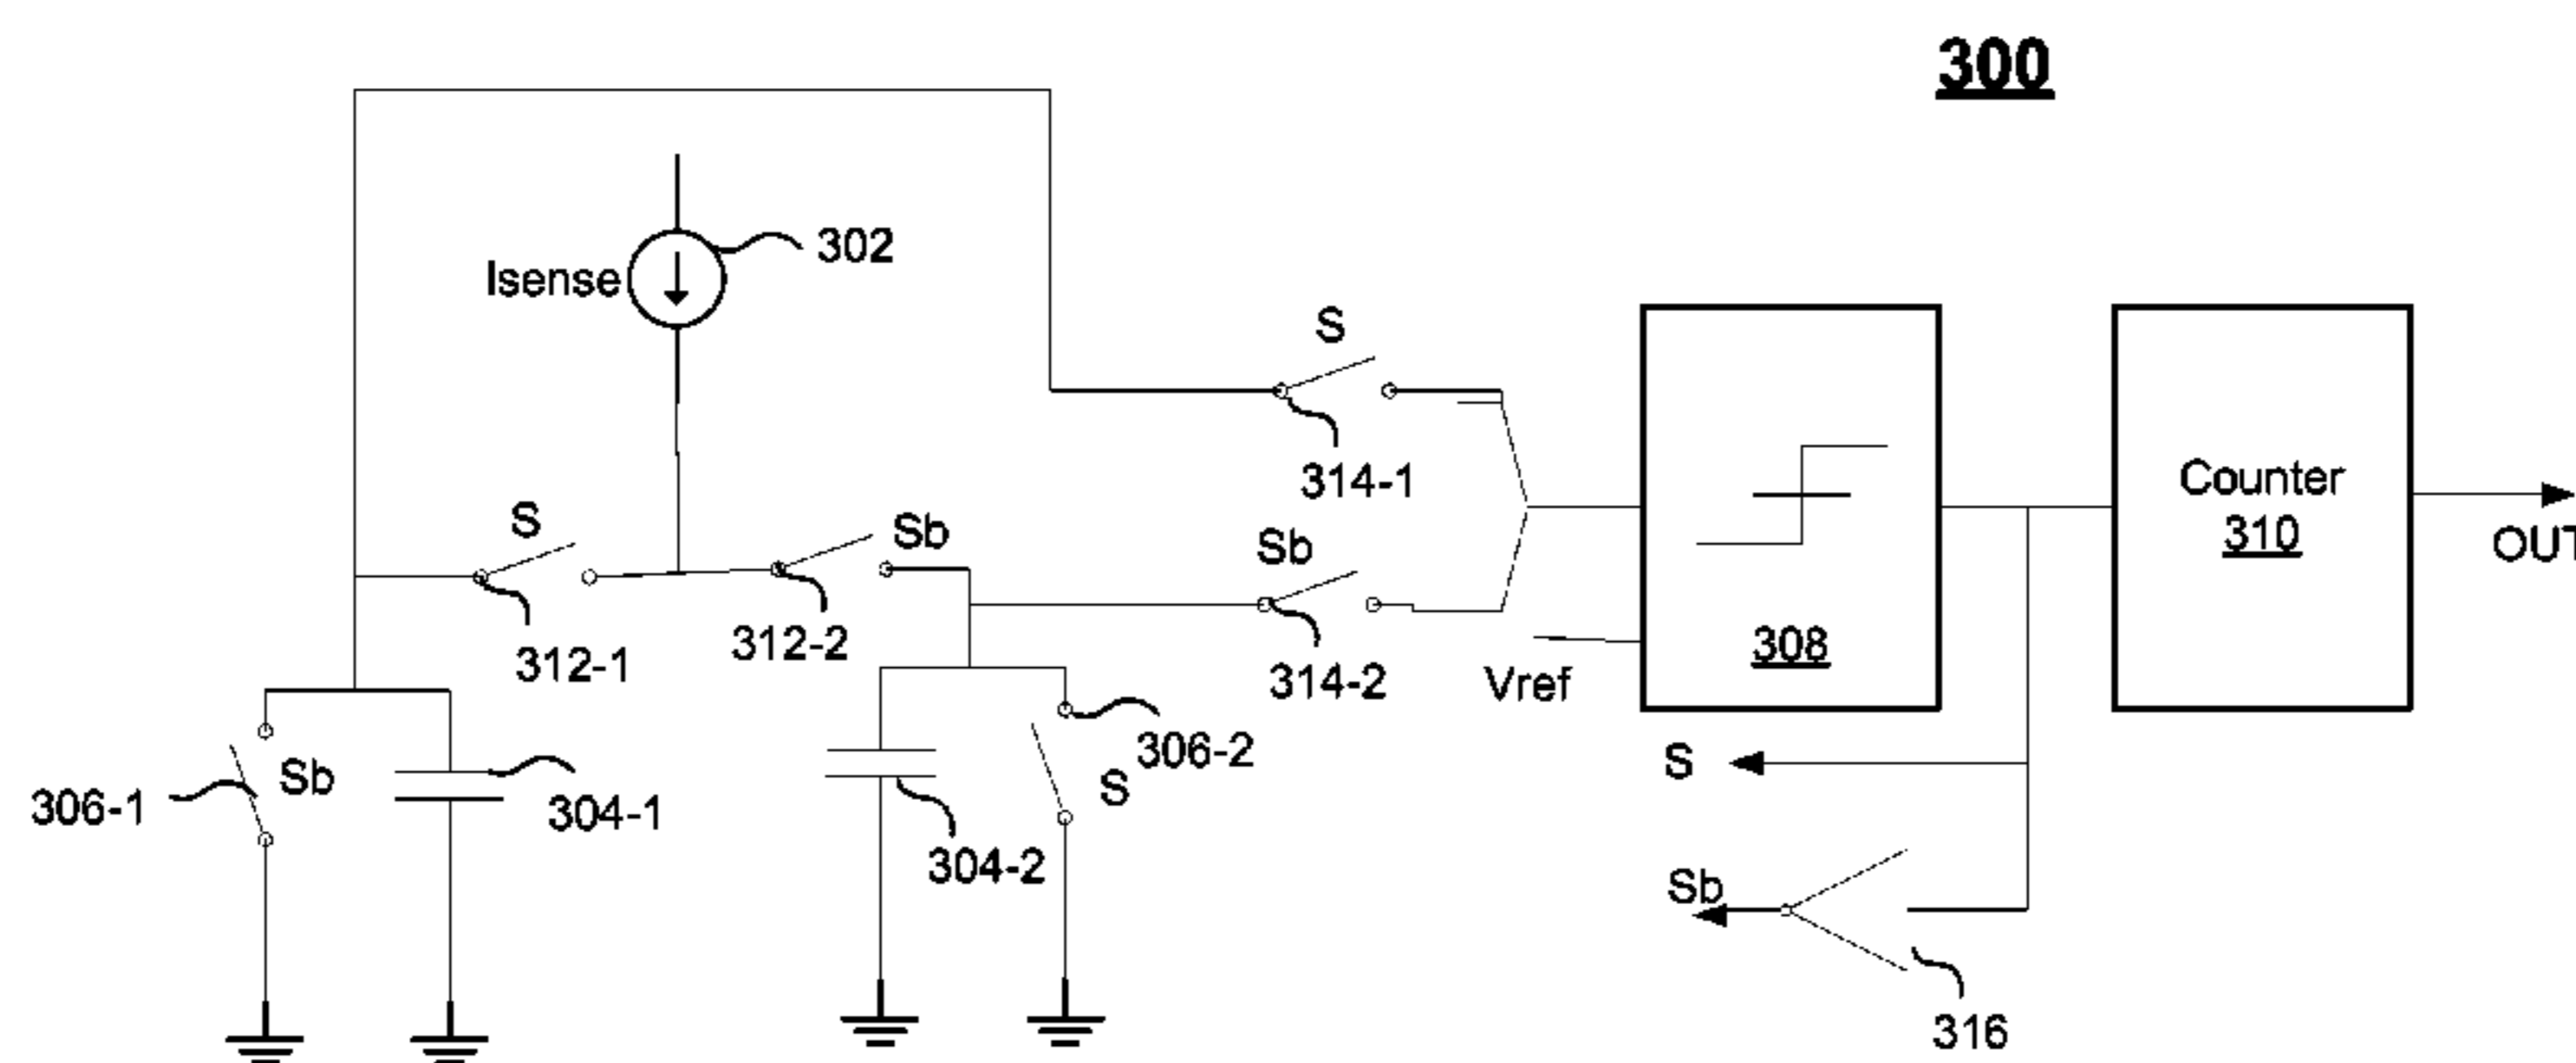 300
302
Isense
S
314-1
S
Sb
Sb
312-1
312-2
314-2
Vref
308
Counter
310
OUT
306-1
Sb
304-1
304-2
306-2
S
S
Sb
316